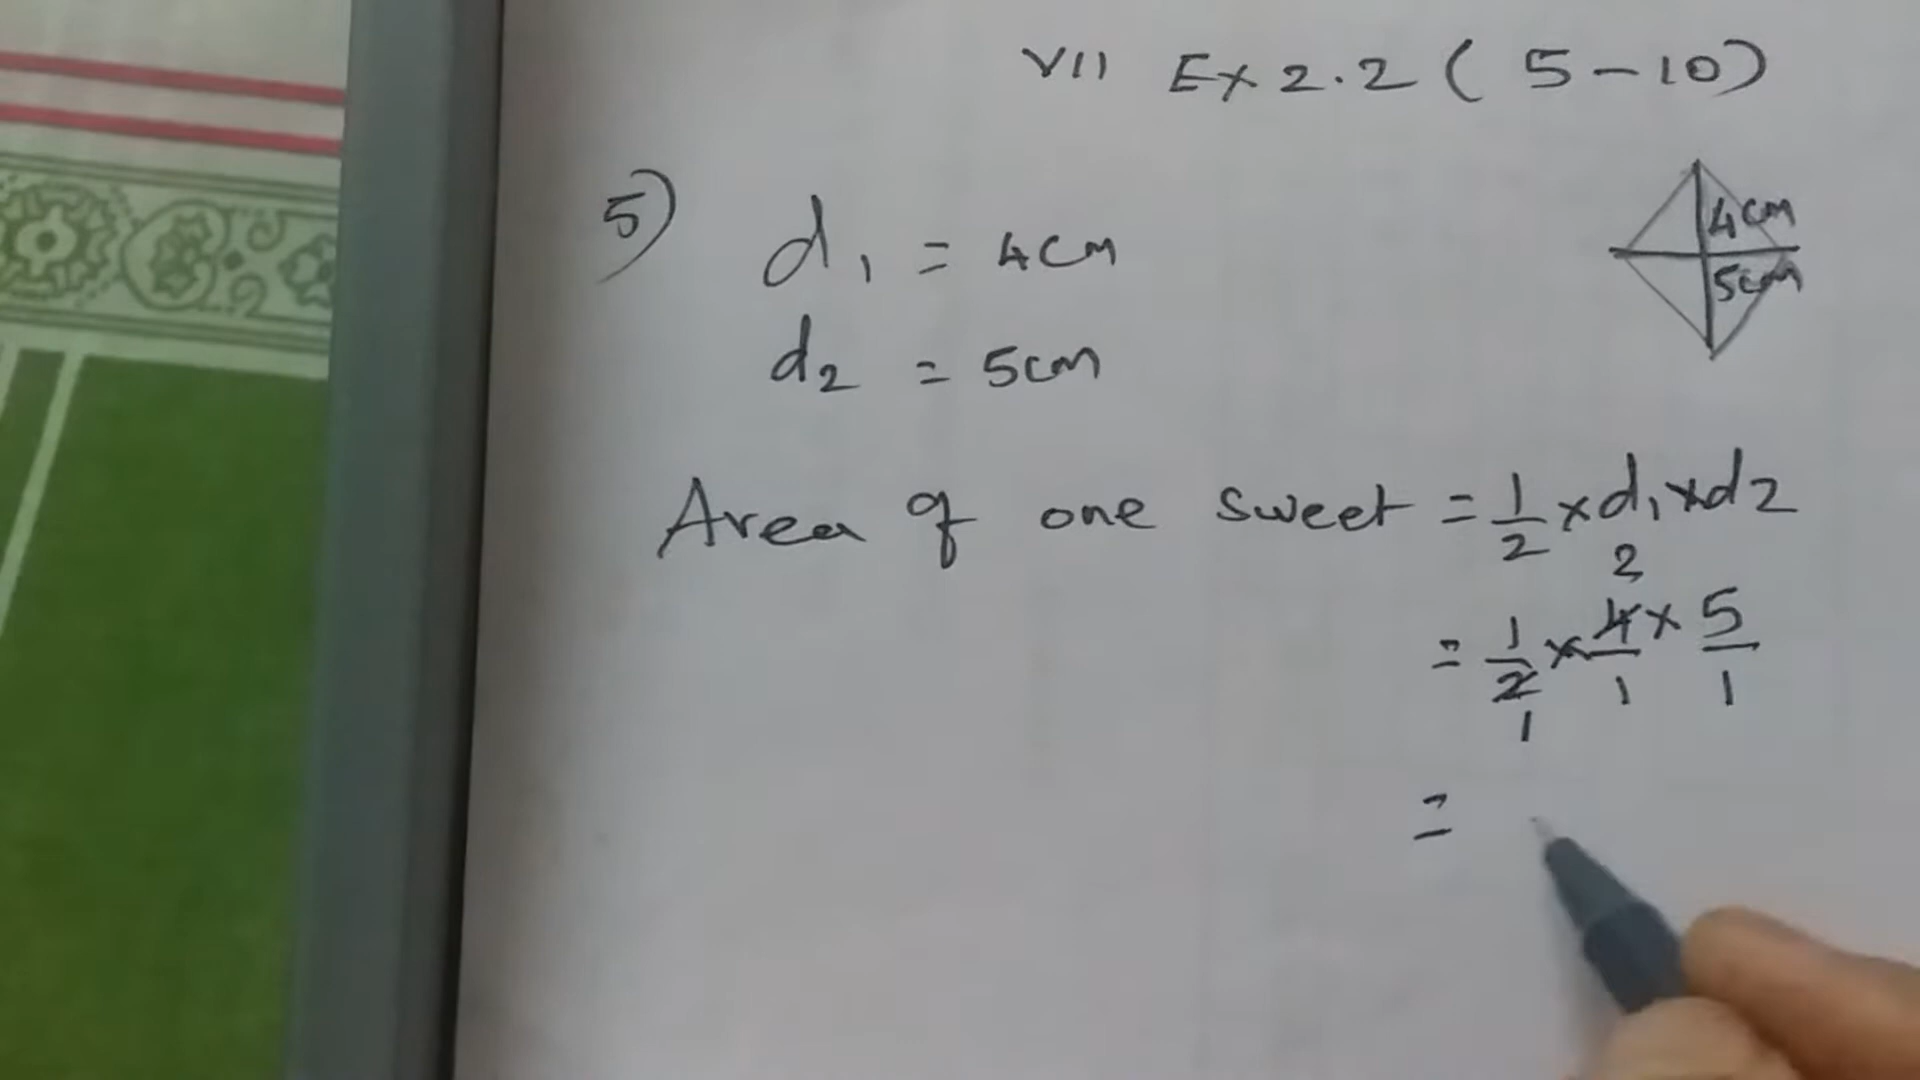 VII Ex 2.2 ( 5 - 10 )
5) d1 = 4cm
4cm
5cm
d2 = 5cm
Area of one sweet = 1/2 x d1 x d2
2
= 1/2 x 4/1 x 5/1
1
=